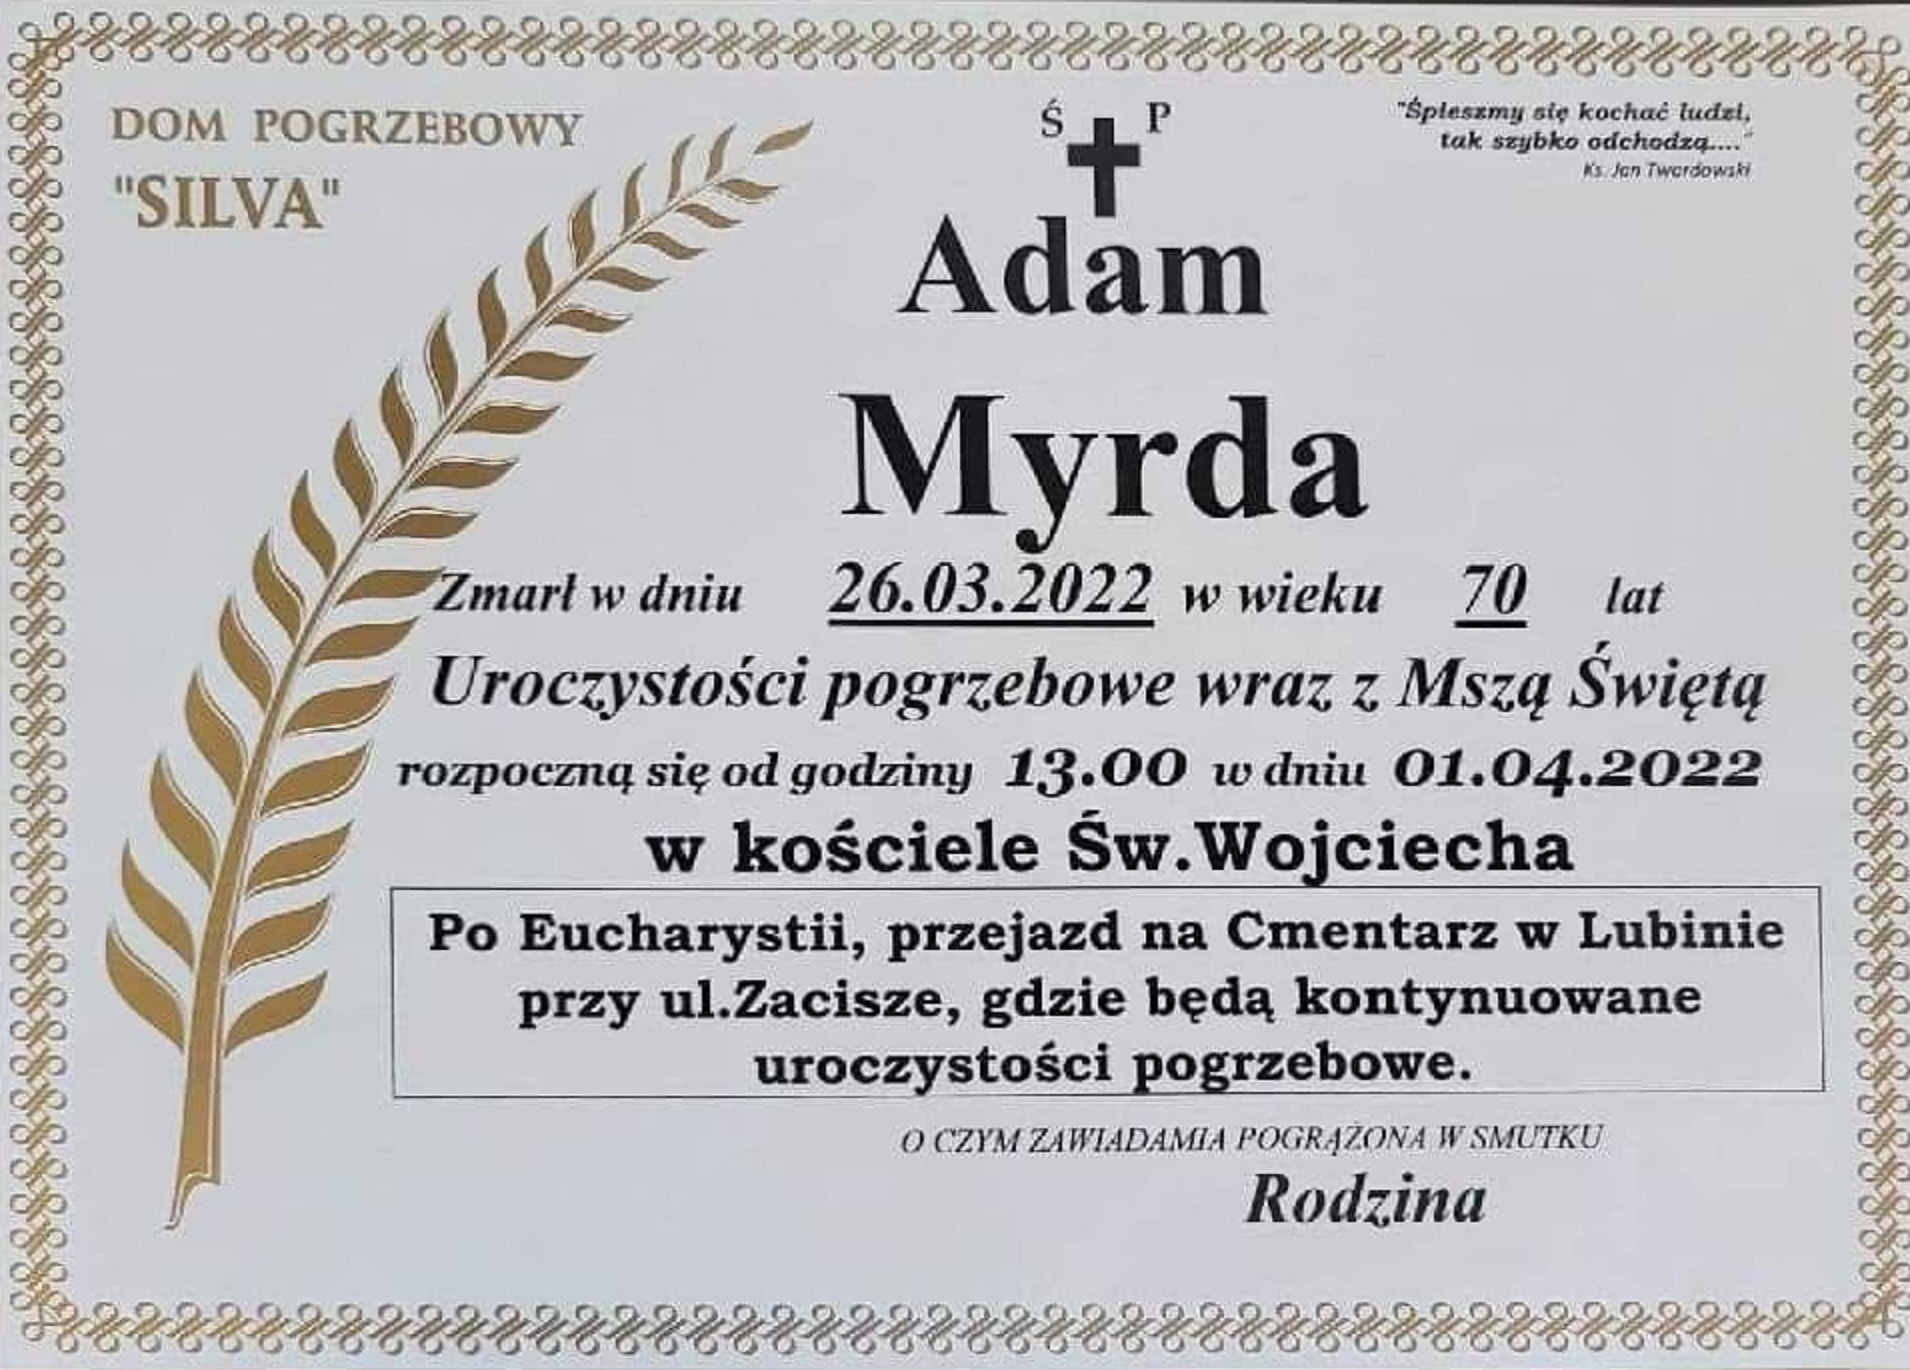 DOM POGRZEBOWY
"SILVA"
Ś P
"Śpieszmy się kochać ludzi,
tak szybko odchodzą...."
Ks. Jan Twardowski
Adam
Myrda
Zmarł w dniu 26.03.2022 w wieku 70 lat
Uroczystości pogrzebowe wraz z Mszą Świętą
rozpoczną się od godziny 13.00 w dniu 01.04.2022
w kościele Św.Wojciecha
Po Eucharystii, przejazd na Cmentarz w Lubinie
przy ul.Zacisze, gdzie będą kontynuowane
uroczystości pogrzebowe.
O CZYM ZAWIADAMIA POGRĄŻONA W SMUTKU
Rodzina